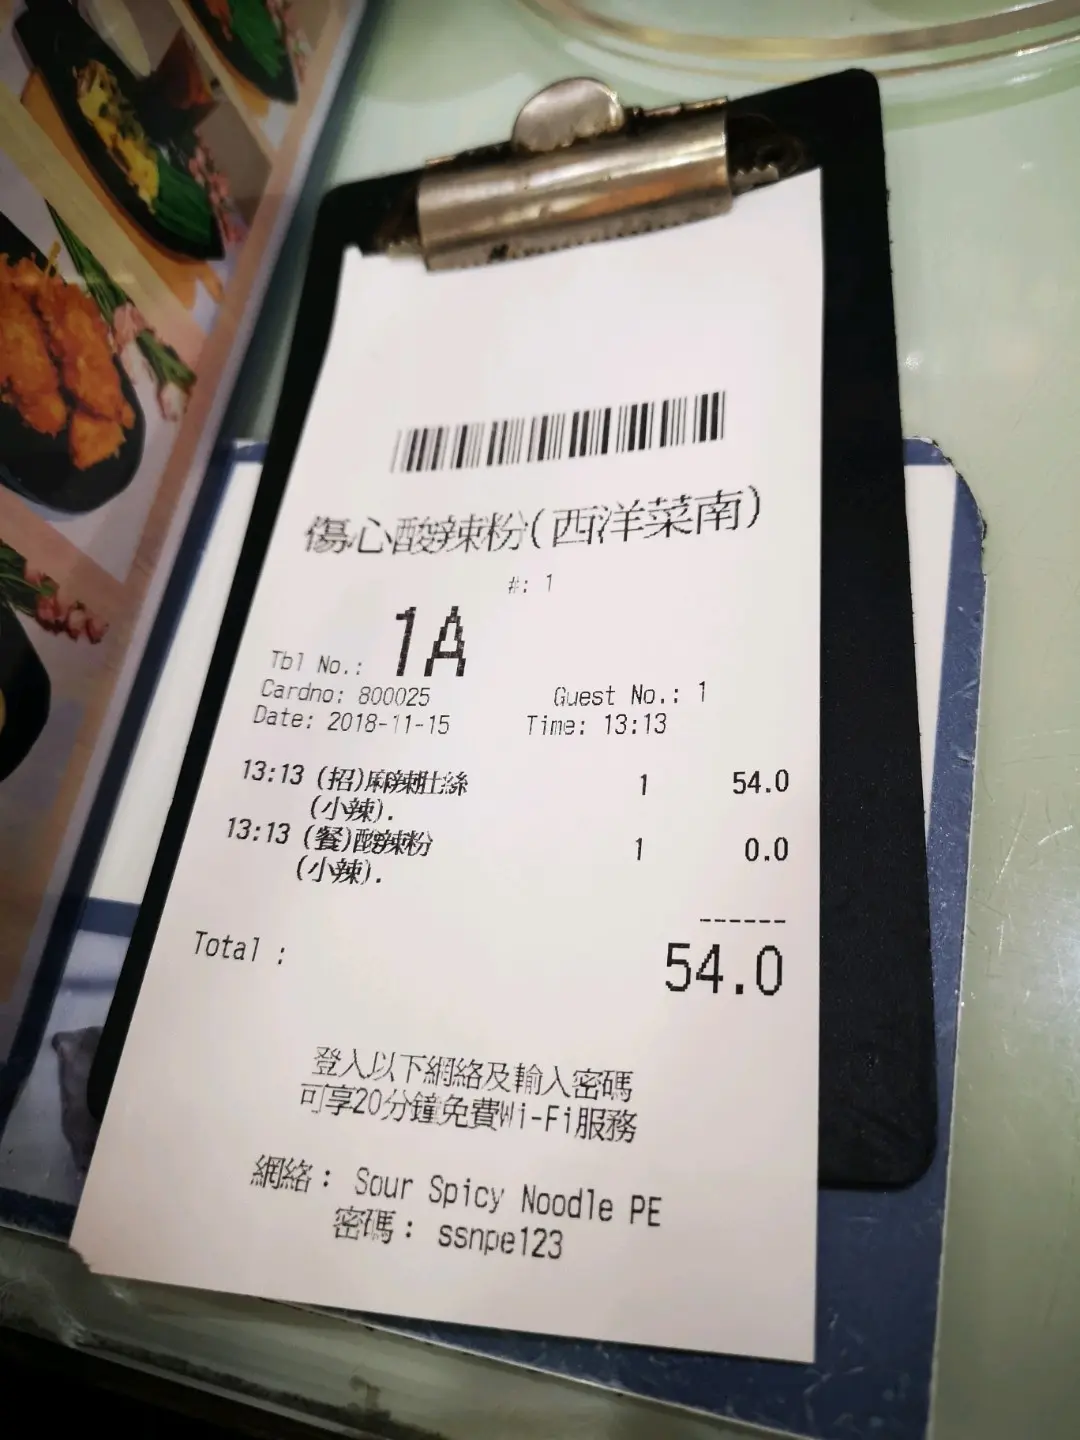 傷心酸辣粉(西洋菜南)
#: 1
Tbl No.: 1A
Cardno: 800025 Guest No.: 1
Date: 2018-11-15 Time: 13:13
13:13 (招)麻辣肚絲 1 54.0
(小辣).
13:13 (餐)酸辣粉 1 0.0
(小辣).
------
Total : 54.0
登入以下網絡及輸入密碼
可享20分鐘免費Wi-Fi服務
網絡: Sour Spicy Noodle PE
密碼: ssnpe123